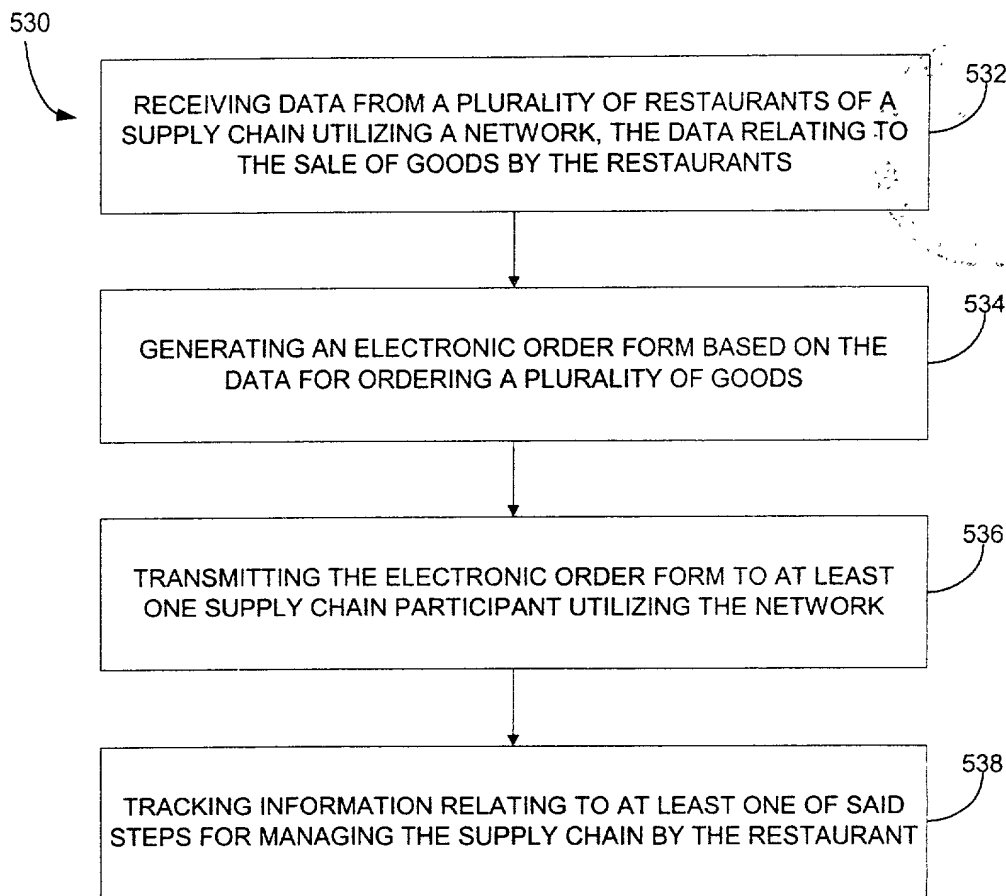 530
532
RECEIVING DATA FROM A PLURALITY OF RESTAURANTS OF A
SUPPLY CHAIN UTILIZING A NETWORK, THE DATA RELATING TO
THE SALE OF GOODS BY THE RESTAURANTS
534
GENERATING AN ELECTRONIC ORDER FORM BASED ON THE
DATA FOR ORDERING A PLURALITY OF GOODS
536
TRANSMITTING THE ELECTRONIC ORDER FORM TO AT LEAST
ONE SUPPLY CHAIN PARTICIPANT UTILIZING THE NETWORK
538
TRACKING INFORMATION RELATING TO AT LEAST ONE OF SAID
STEPS FOR MANAGING THE SUPPLY CHAIN BY THE RESTAURANT